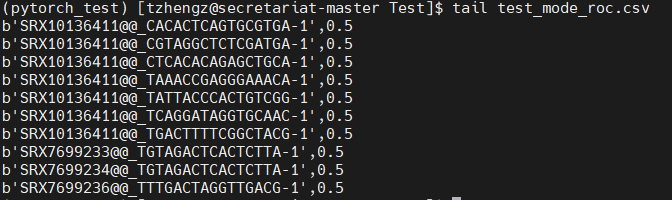 (pytorch_test) [tzhengz@secretariat-master Test]$ tail test_mode_roc.csv
b'SRX10136411@@_CACACTCAGTGCGTGA-1',0.5
b'SRX10136411@@_CGTAGGCTCTCGATGA-1',0.5
b'SRX10136411@@_CTCACACAGAGCTGCA-1',0.5
b'SRX10136411@@_TAAACCGAGGGAAACA-1',0.5
b'SRX10136411@@_TATTACCCACTGTCGG-1',0.5
b'SRX10136411@@_TCAGGATAGGTGCAAC-1',0.5
b'SRX10136411@@_TGACTTTTCGGCTACG-1',0.5
b'SRX7699233@@_TGTAGACTCACTCTTA-1',0.5
b'SRX7699234@@_TGTAGACTCACTCTTA-1',0.5
b'SRX7699236@@_TTTGACTAGGTTGACG-1',0.5